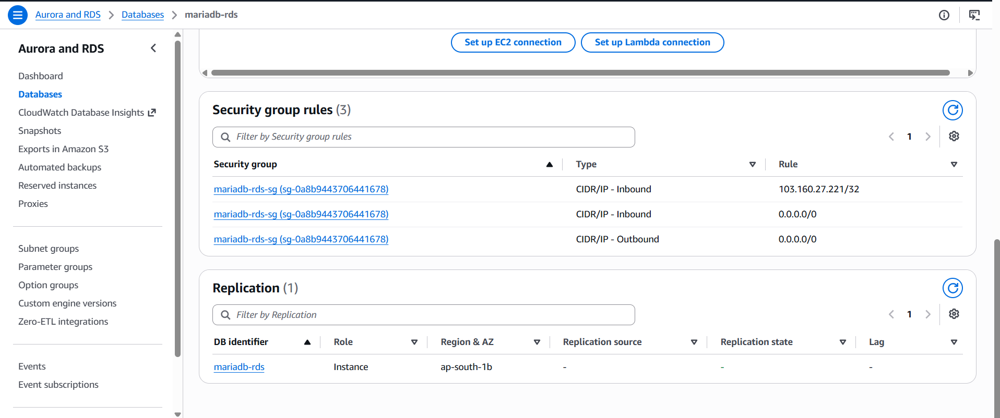 Aurora and RDS > Databases > mariadb-rds
Aurora and RDS
Dashboard
Databases
CloudWatch Database Insights
Snapshots
Exports in Amazon S3
Automated backups
Reserved instances
Proxies
Subnet groups
Parameter groups
Option groups
Custom engine versions
Zero-ETL integrations
Events
Event subscriptions
Set up EC2 connection Set up Lambda connection
Security group rules (3)
Filter by Security group rules
1
Security group Type Rule
mariadb-rds-sg (sg-0a8b9443706441678) CIDR/IP - Inbound 103.160.27.221/32
mariadb-rds-sg (sg-0a8b9443706441678) CIDR/IP - Inbound 0.0.0.0/0
mariadb-rds-sg (sg-0a8b9443706441678) CIDR/IP - Outbound 0.0.0.0/0
Replication (1)
Filter by Replication
1
DB identifier Role Region & AZ Replication source Replication state Lag
mariadb-rds Instance ap-south-1b - - -